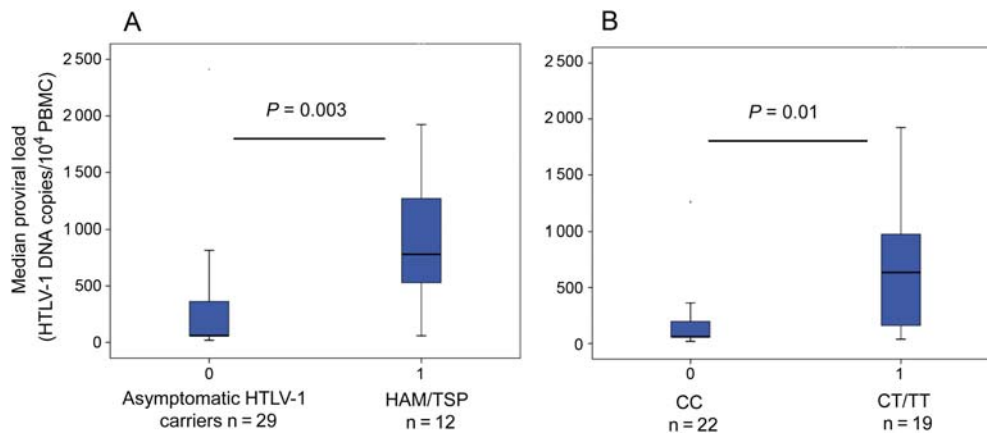 A
B
Median proviral load
(HTLV-1 DNA copies/10⁴ PBMC)
2 500
2 000
1 500
1 000
500
0
P = 0.003
0
1
Asymptomatic HTLV-1
carriers n = 29
HAM/TSP
n = 12
2 500
2 000
1 500
1 000
500
0
P = 0.01
0
1
CC
n = 22
CT/TT
n = 19